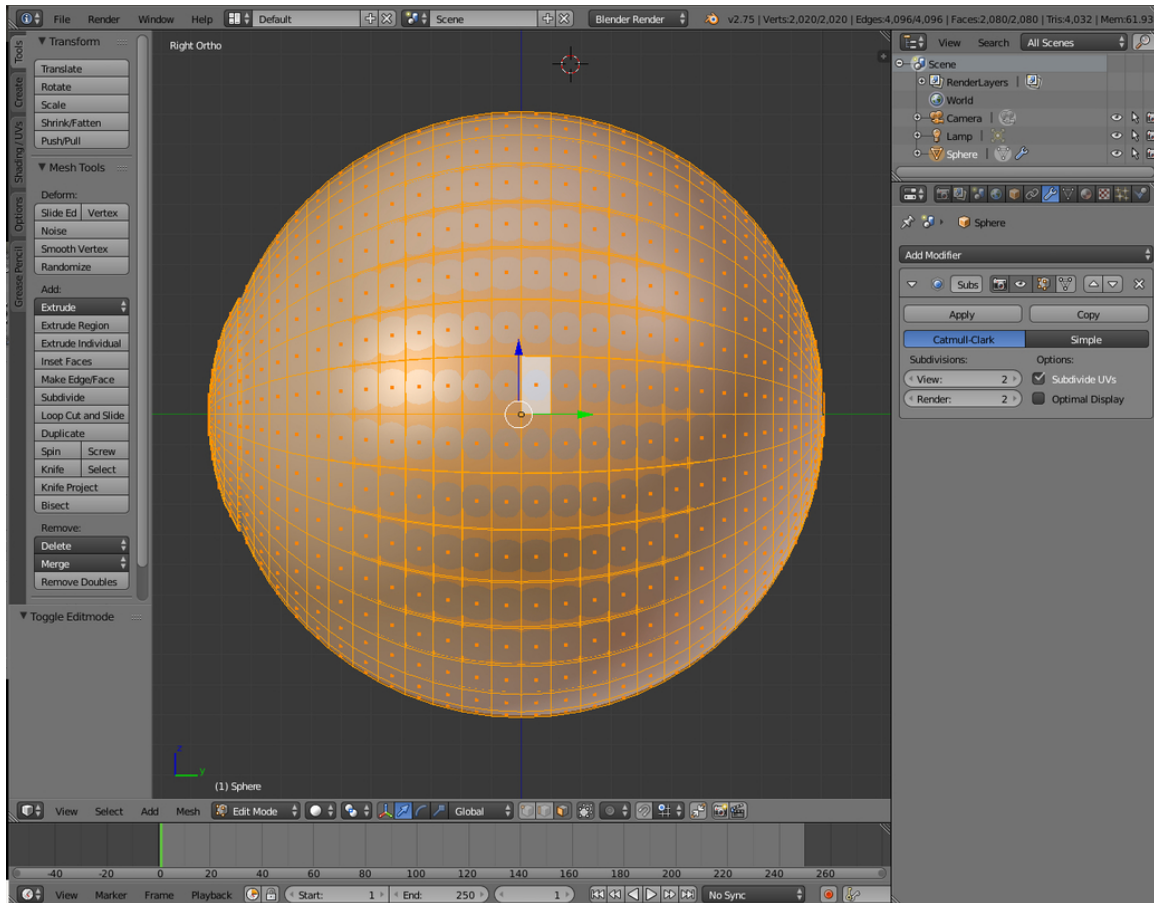 File Render Window Help Default Scene Blender Render v2.75 | Verts:2,020/2,020 | Edges:4,096/4,096 | Faces:2,080/2,080 | Tris:4,032 | Mem:61.93
Tools
Create
Shading / UVs
Options
Grease Pencil
Transform
Translate
Rotate
Scale
Shrink/Fatten
Push/Pull
Mesh Tools
Deform:
Slide Ed Vertex
Noise
Smooth Vertex
Randomize
Add:
Extrude
Extrude Region
Extrude Individual
Inset Faces
Make Edge/Face
Subdivide
Loop Cut and Slide
Duplicate
Spin Screw
Knife Select
Knife Project
Bisect
Remove:
Delete
Merge
Remove Doubles
Toggle Editmode
Right Ortho
z
y
(1) Sphere
View Select Add Mesh Edit Mode Global
-40 -20 0 20 40 60 80 100 120 140 160 180 200 220 240 260
View Marker Frame Playback Start: 1 End: 250 1 No Sync
View Search All Scenes
Scene
RenderLayers |
World
Camera |
Lamp |
Sphere |
Sphere
Add Modifier
Subs
Apply Copy
Catmull-Clark Simple
Subdivisions: Options:
View: 2 Subdivide UVs
Render: 2 Optimal Display